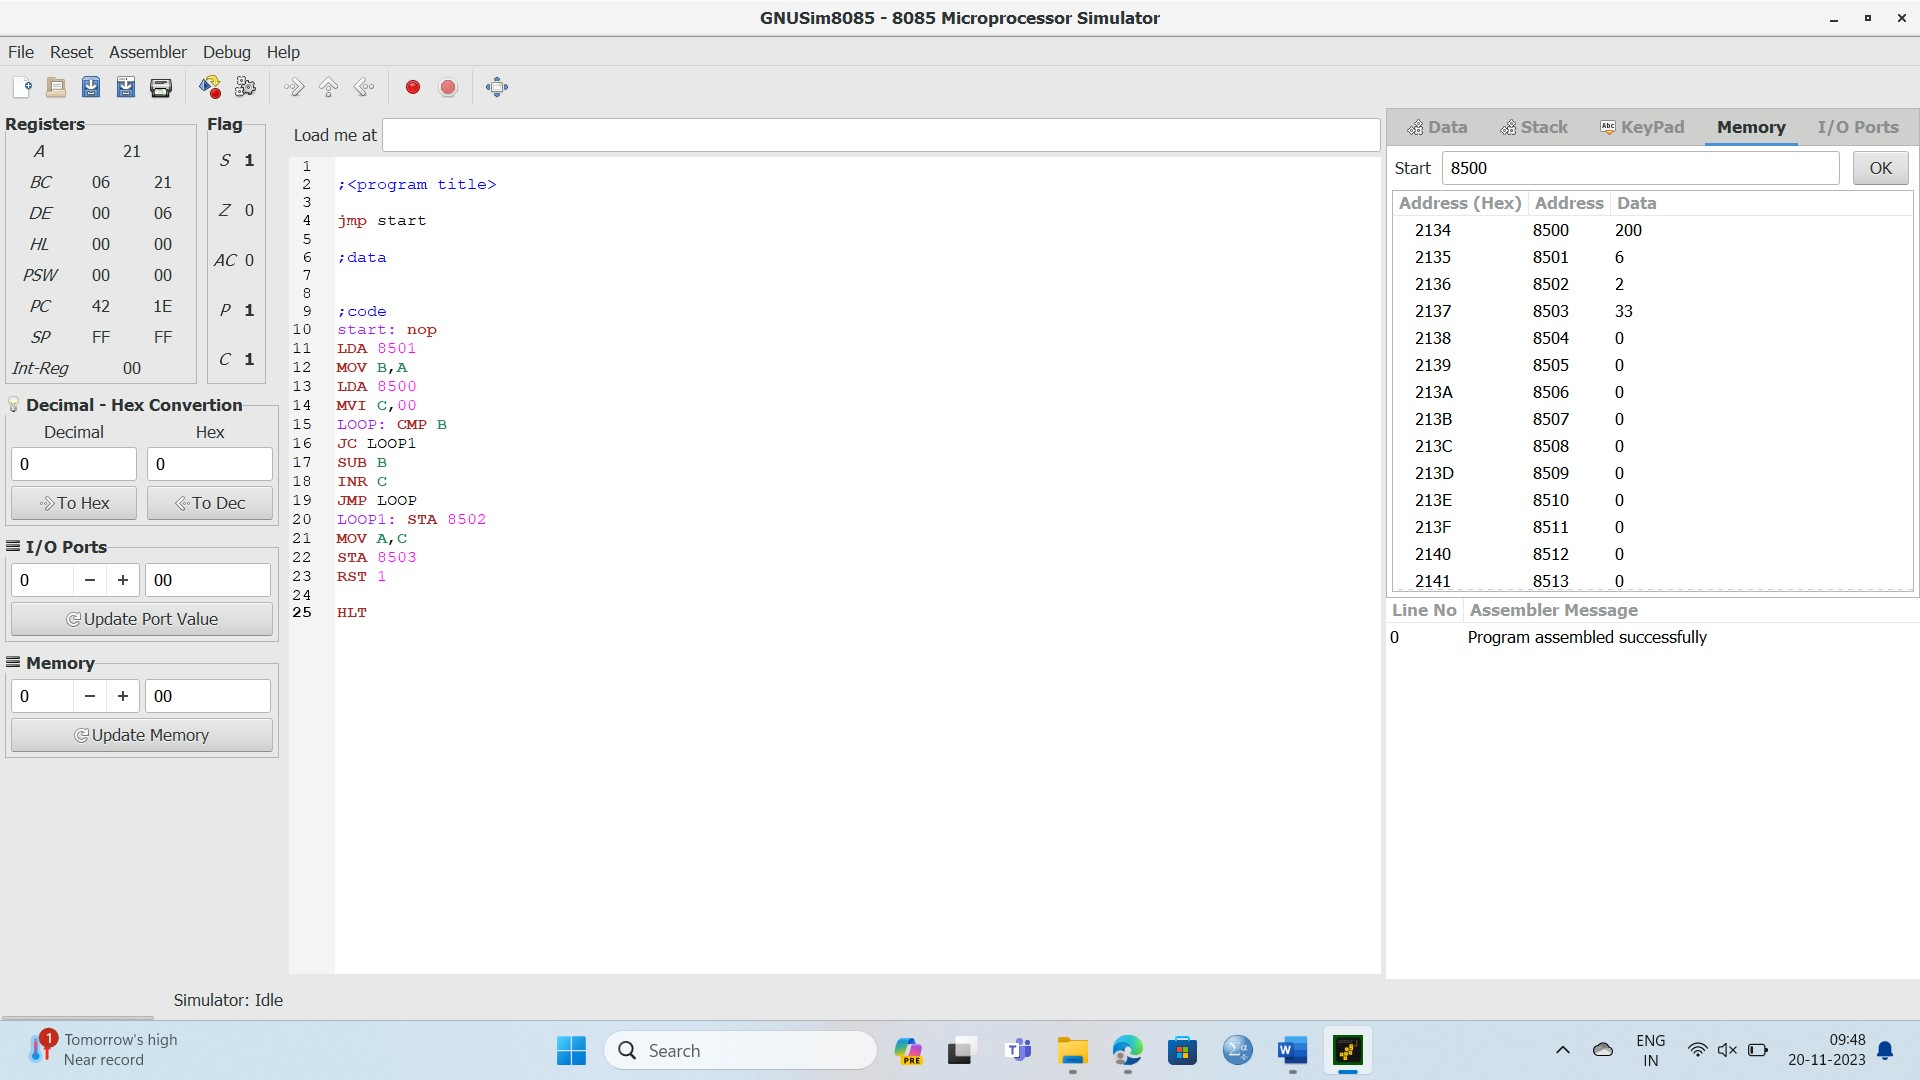 GNUSim8085 - 8085 Microprocessor Simulator
File Reset Assembler Debug Help
Registers
A 21
BC 06 21
DE 00 06
HL 00 00
PSW 00 00
PC 42 1E
SP FF FF
Int-Reg 00
Flag
S 1
Z 0
AC 0
P 1
C 1
Decimal - Hex Convertion
Decimal Hex
0 0
To Hex To Dec
I/O Ports
0 − + 00
Update Port Value
Memory
0 − + 00
Update Memory
Load me at
1
2 ;<program title>
3
4 jmp start
5
6 ;data
7
8
9 ;code
10 start: nop
11 LDA 8501
12 MOV B,A
13 LDA 8500
14 MVI C,00
15 LOOP: CMP B
16 JC LOOP1
17 SUB B
18 INR C
19 JMP LOOP
20 LOOP1: STA 8502
21 MOV A,C
22 STA 8503
23 RST 1
24
25 HLT
Data Stack Abc KeyPad Memory I/O Ports
Start 8500 OK
Address (Hex) Address Data
2134 8500 200
2135 8501 6
2136 8502 2
2137 8503 33
2138 8504 0
2139 8505 0
213A 8506 0
213B 8507 0
213C 8508 0
213D 8509 0
213E 8510 0
213F 8511 0
2140 8512 0
2141 8513 0
Line No Assembler Message
0 Program assembled successfully
Simulator: Idle
1 Tomorrow's high
Near record
Search
PRE
ENG
IN
09:48
20-11-2023